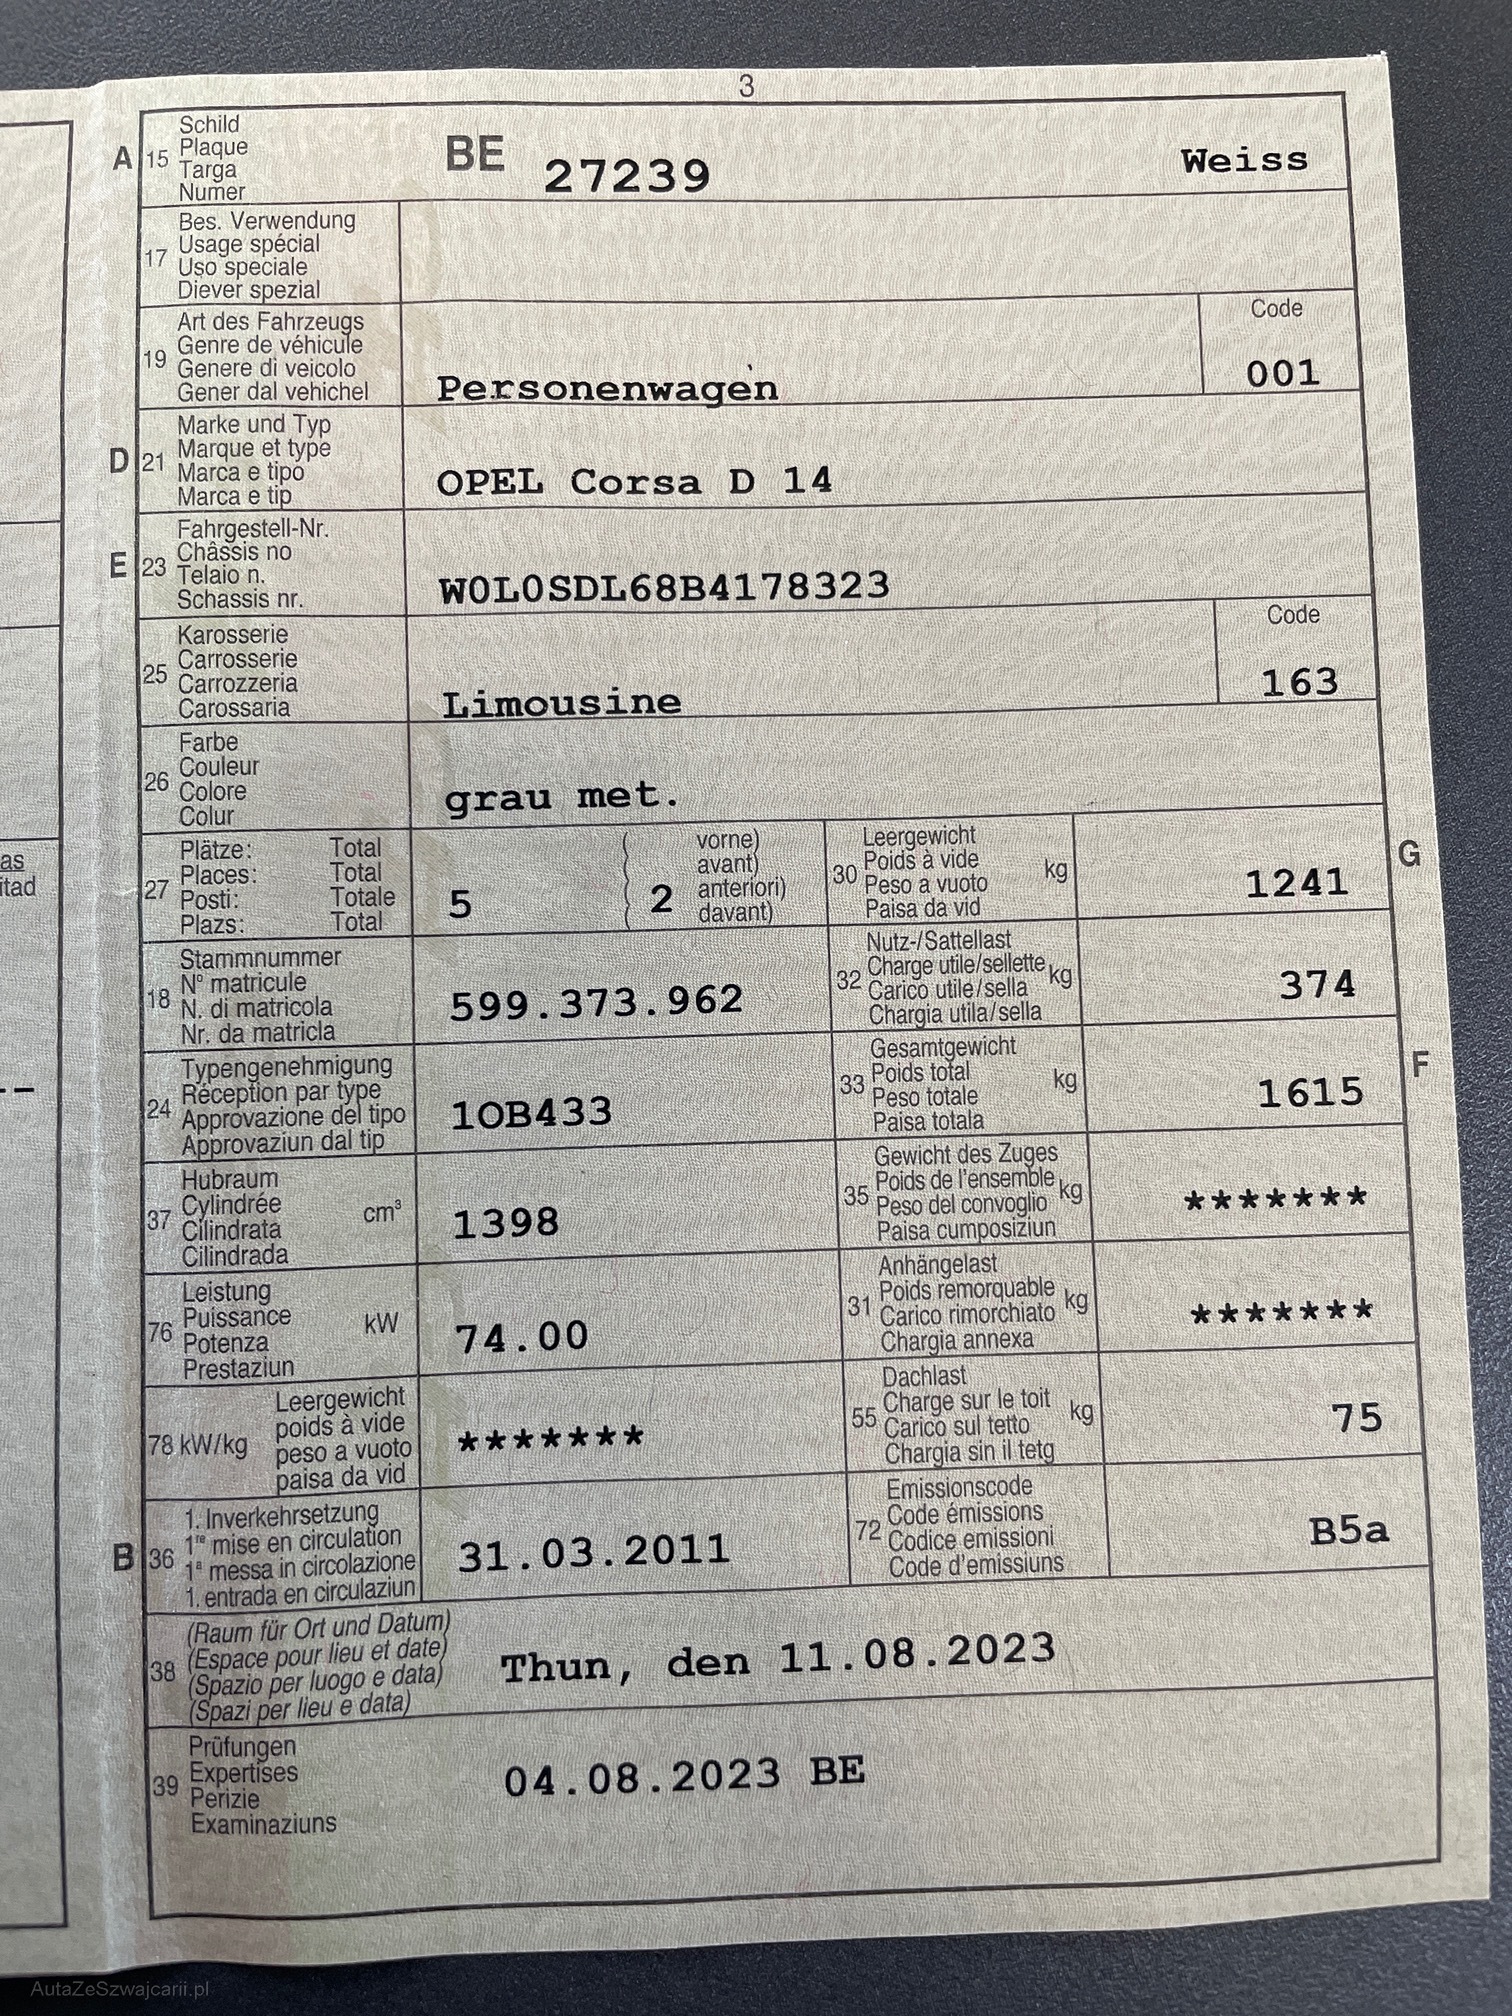 3
A 15 Schild
Plaque
Targa
Numer
BE 27239 Weiss
17 Bes. Verwendung
Usage spécial
Uso speciale
Diever spezial
19 Art des Fahrzeugs
Genre de véhicule
Genere di veicolo
Gener dal vehichel
Personenwagen
Code
001
D 21 Marke und Typ
Marque et type
Marca e tipo
Marca e tip
OPEL Corsa D 14
E 23 Fahrgestell-Nr.
Châssis no
Telaio n.
Schassis nr.
W0L0SDL68B4178323
25 Karosserie
Carrosserie
Carrozzeria
Carossaria
Limousine
Code
163
26 Farbe
Couleur
Colore
Colur
grau met.
27 Plätze: Total
Places: Total
Posti: Totale
Plazs: Total
5 ( 2 vorne)
avant)
anteriori)
davant)
30 Leergewicht
Poids à vide
Peso a vuoto
Paisa da vid
kg
1241
G
as
itad
18 Stammnummer
N° matricule
N. di matricola
Nr. da matricla
599.373.962
32 Nutz-/Sattellast
Charge utile/sellette
Carico utile/sella
Chargia utila/sella
kg
374
24 Typengenehmigung
Réception par type
Approvazione del tipo
Approvaziun dal tip
1OB433
33 Gesamtgewicht
Poids total
Peso totale
Paisa totala
kg
1615
F
--
37 Hubraum
Cylindrée
Cilindrata
Cilindrada
cm³
1398
35 Gewicht des Zuges
Poids de l'ensemble
Peso del convoglio
Paisa cumposiziun
kg
*******
76 Leistung
Puissance
Potenza
Prestaziun
kW
74.00
31 Anhängelast
Poids remorquable
Carico rimorchiato
Chargia annexa
kg
*******
78 kW/kg Leergewicht
poids à vide
peso a vuoto
paisa da vid
*******
55 Dachlast
Charge sur le toit
Carico sul tetto
Chargia sin il tetg
kg
75
B 36 1. Inverkehrsetzung
1re mise en circulation
1a messa in circolazione
1. entrada en circulaziun
31.03.2011
72 Emissionscode
Code émissions
Codice emissioni
Code d'emissiuns
B5a
38 (Raum für Ort und Datum)
(Espace pour lieu et date)
(Spazio per luogo e data)
(Spazi per lieu e data)
Thun, den 11.08.2023
39 Prüfungen
Expertises
Perizie
Examinaziuns
04.08.2023 BE
AutaZeSzwajcarii.pl